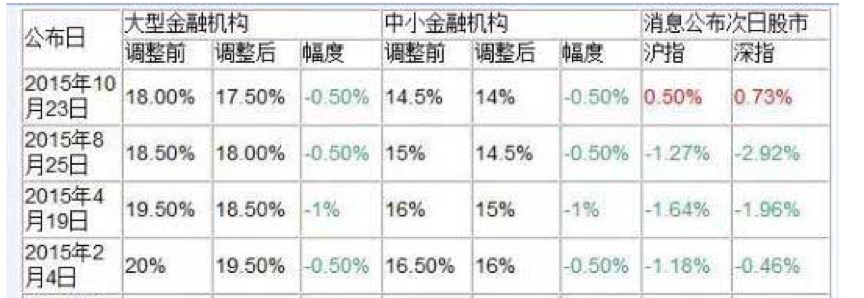 公布日 大型金融机构 中小金融机构 消息公布次日股市
调整前 调整后 幅度 调整前 调整后 幅度 沪指 深指
2015年10
月23日 18.00% 17.50% -0.50% 14.5% 14% -0.50% 0.50% 0.73%
2015年8
月25日 18.50% 18.00% -0.50% 15% 14.5% -0.50% -1.27% -2.92%
2015年4
月19日 19.50% 18.50% -1% 16% 15% -1% -1.64% -1.96%
2015年2
月4日 20% 19.50% -0.50% 16.50% 16% -0.50% -1.18% -0.46%